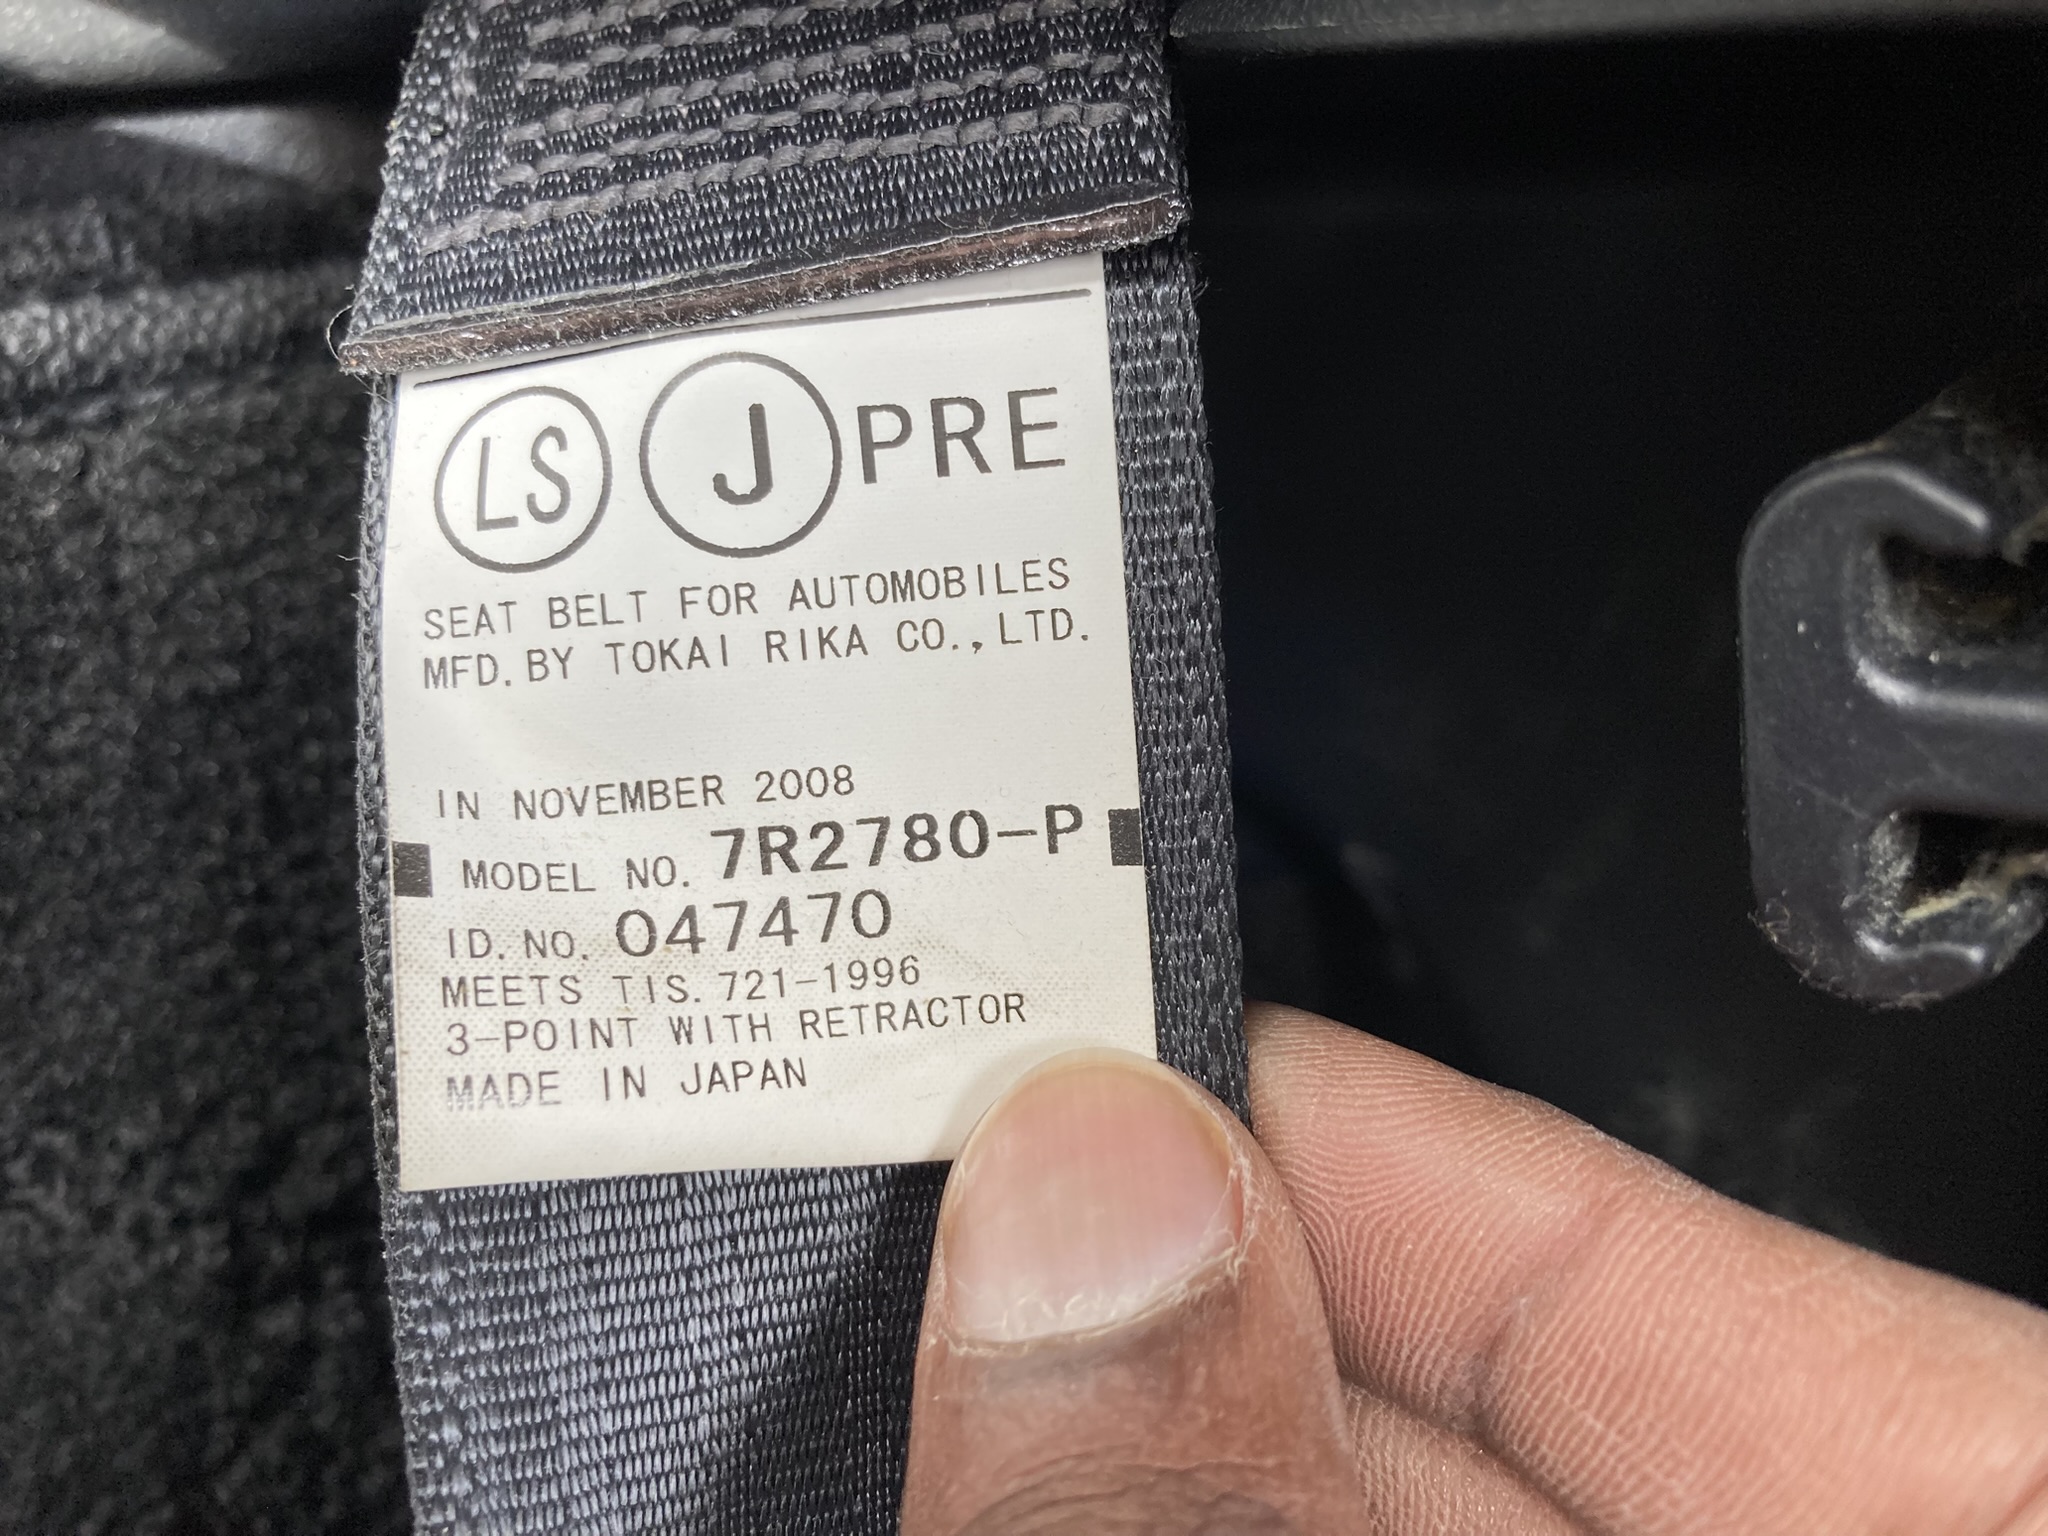 LS J PRE
SEAT BELT FOR AUTOMOBILES
MFD. BY TOKAI RIKA CO., LTD.
IN NOVEMBER 2008
MODEL NO. 7R2780-P
ID. NO. 047470
MEETS TIS. 721-1996
3-POINT WITH RETRACTOR
MADE IN JAPAN